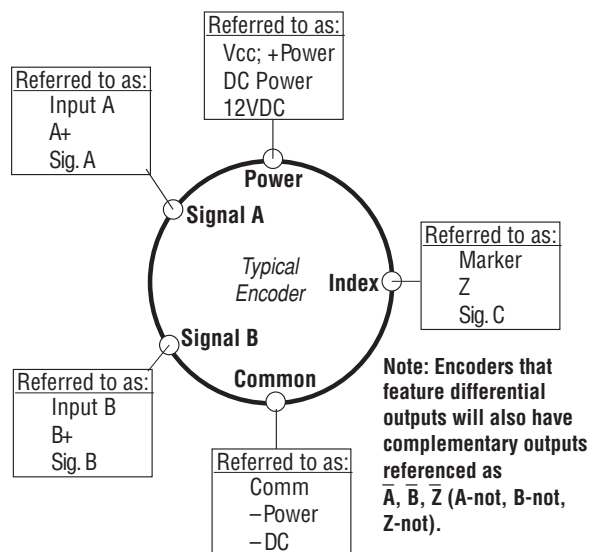 Referred to as:
Vcc; +Power
DC Power
12VDC
Referred to as:
Input A
A+
Sig. A
Power
Signal A
Typical
Encoder
Index
Referred to as:
Marker
Z
Sig. C
Signal B
Common
Referred to as:
Input B
B+
Sig. B
Referred to as:
Comm
–Power
–DC
Note: Encoders that
feature differential
outputs will also have
complementary outputs
referenced as
A̅, B̅, Z̅ (A-not, B-not,
Z-not).